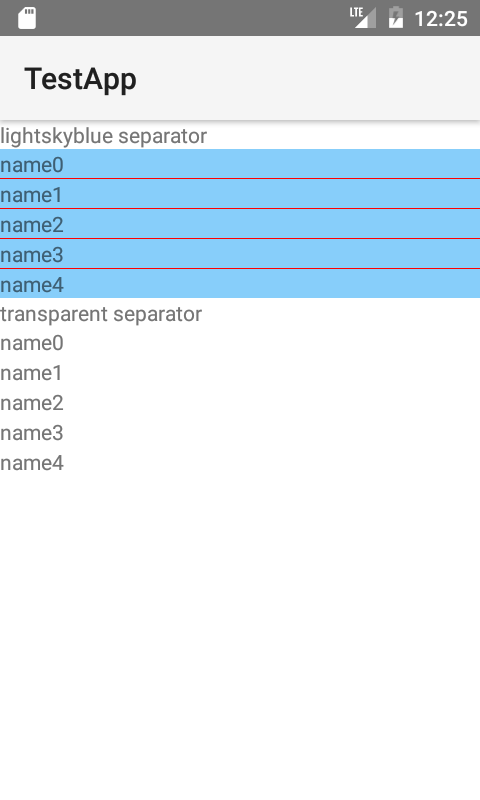 LTE 12:25
TestApp
lightskyblue separator
name0
name1
name2
name3
name4
transparent separator
name0
name1
name2
name3
name4